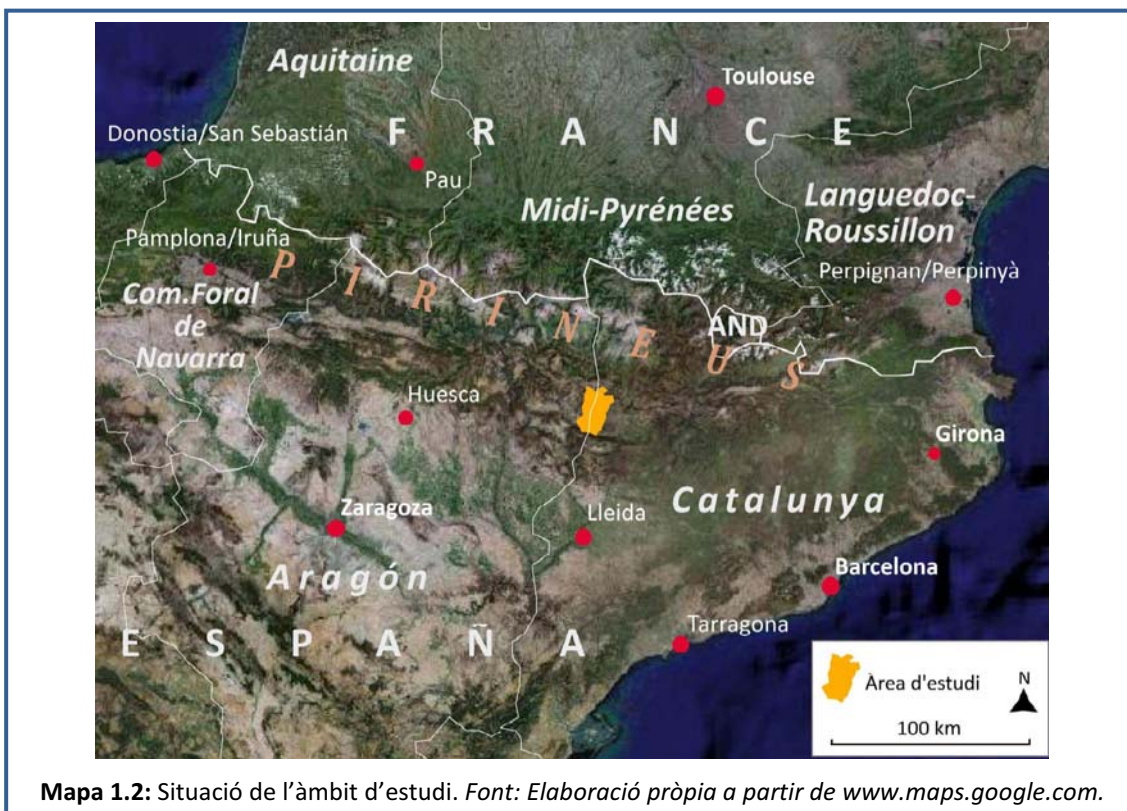 Aquitaine
Toulouse
Donostia/San Sebastián
F R A N C E
Pau
Midi-Pyrénées
Languedoc-
Roussillon
Pamplona/Iruña
Perpignan/Perpinyà
P I R I N E U S
Com.Foral
de
Navarra
AND
Huesca
Girona
Catalunya
Zaragoza
Lleida
Aragón
Barcelona
E S P A Ñ A
Tarragona
Àrea d'estudi
N
100 km
Mapa 1.2: Situació de l’àmbit d’estudi. Font: Elaboració pròpia a partir de www.maps.google.com.